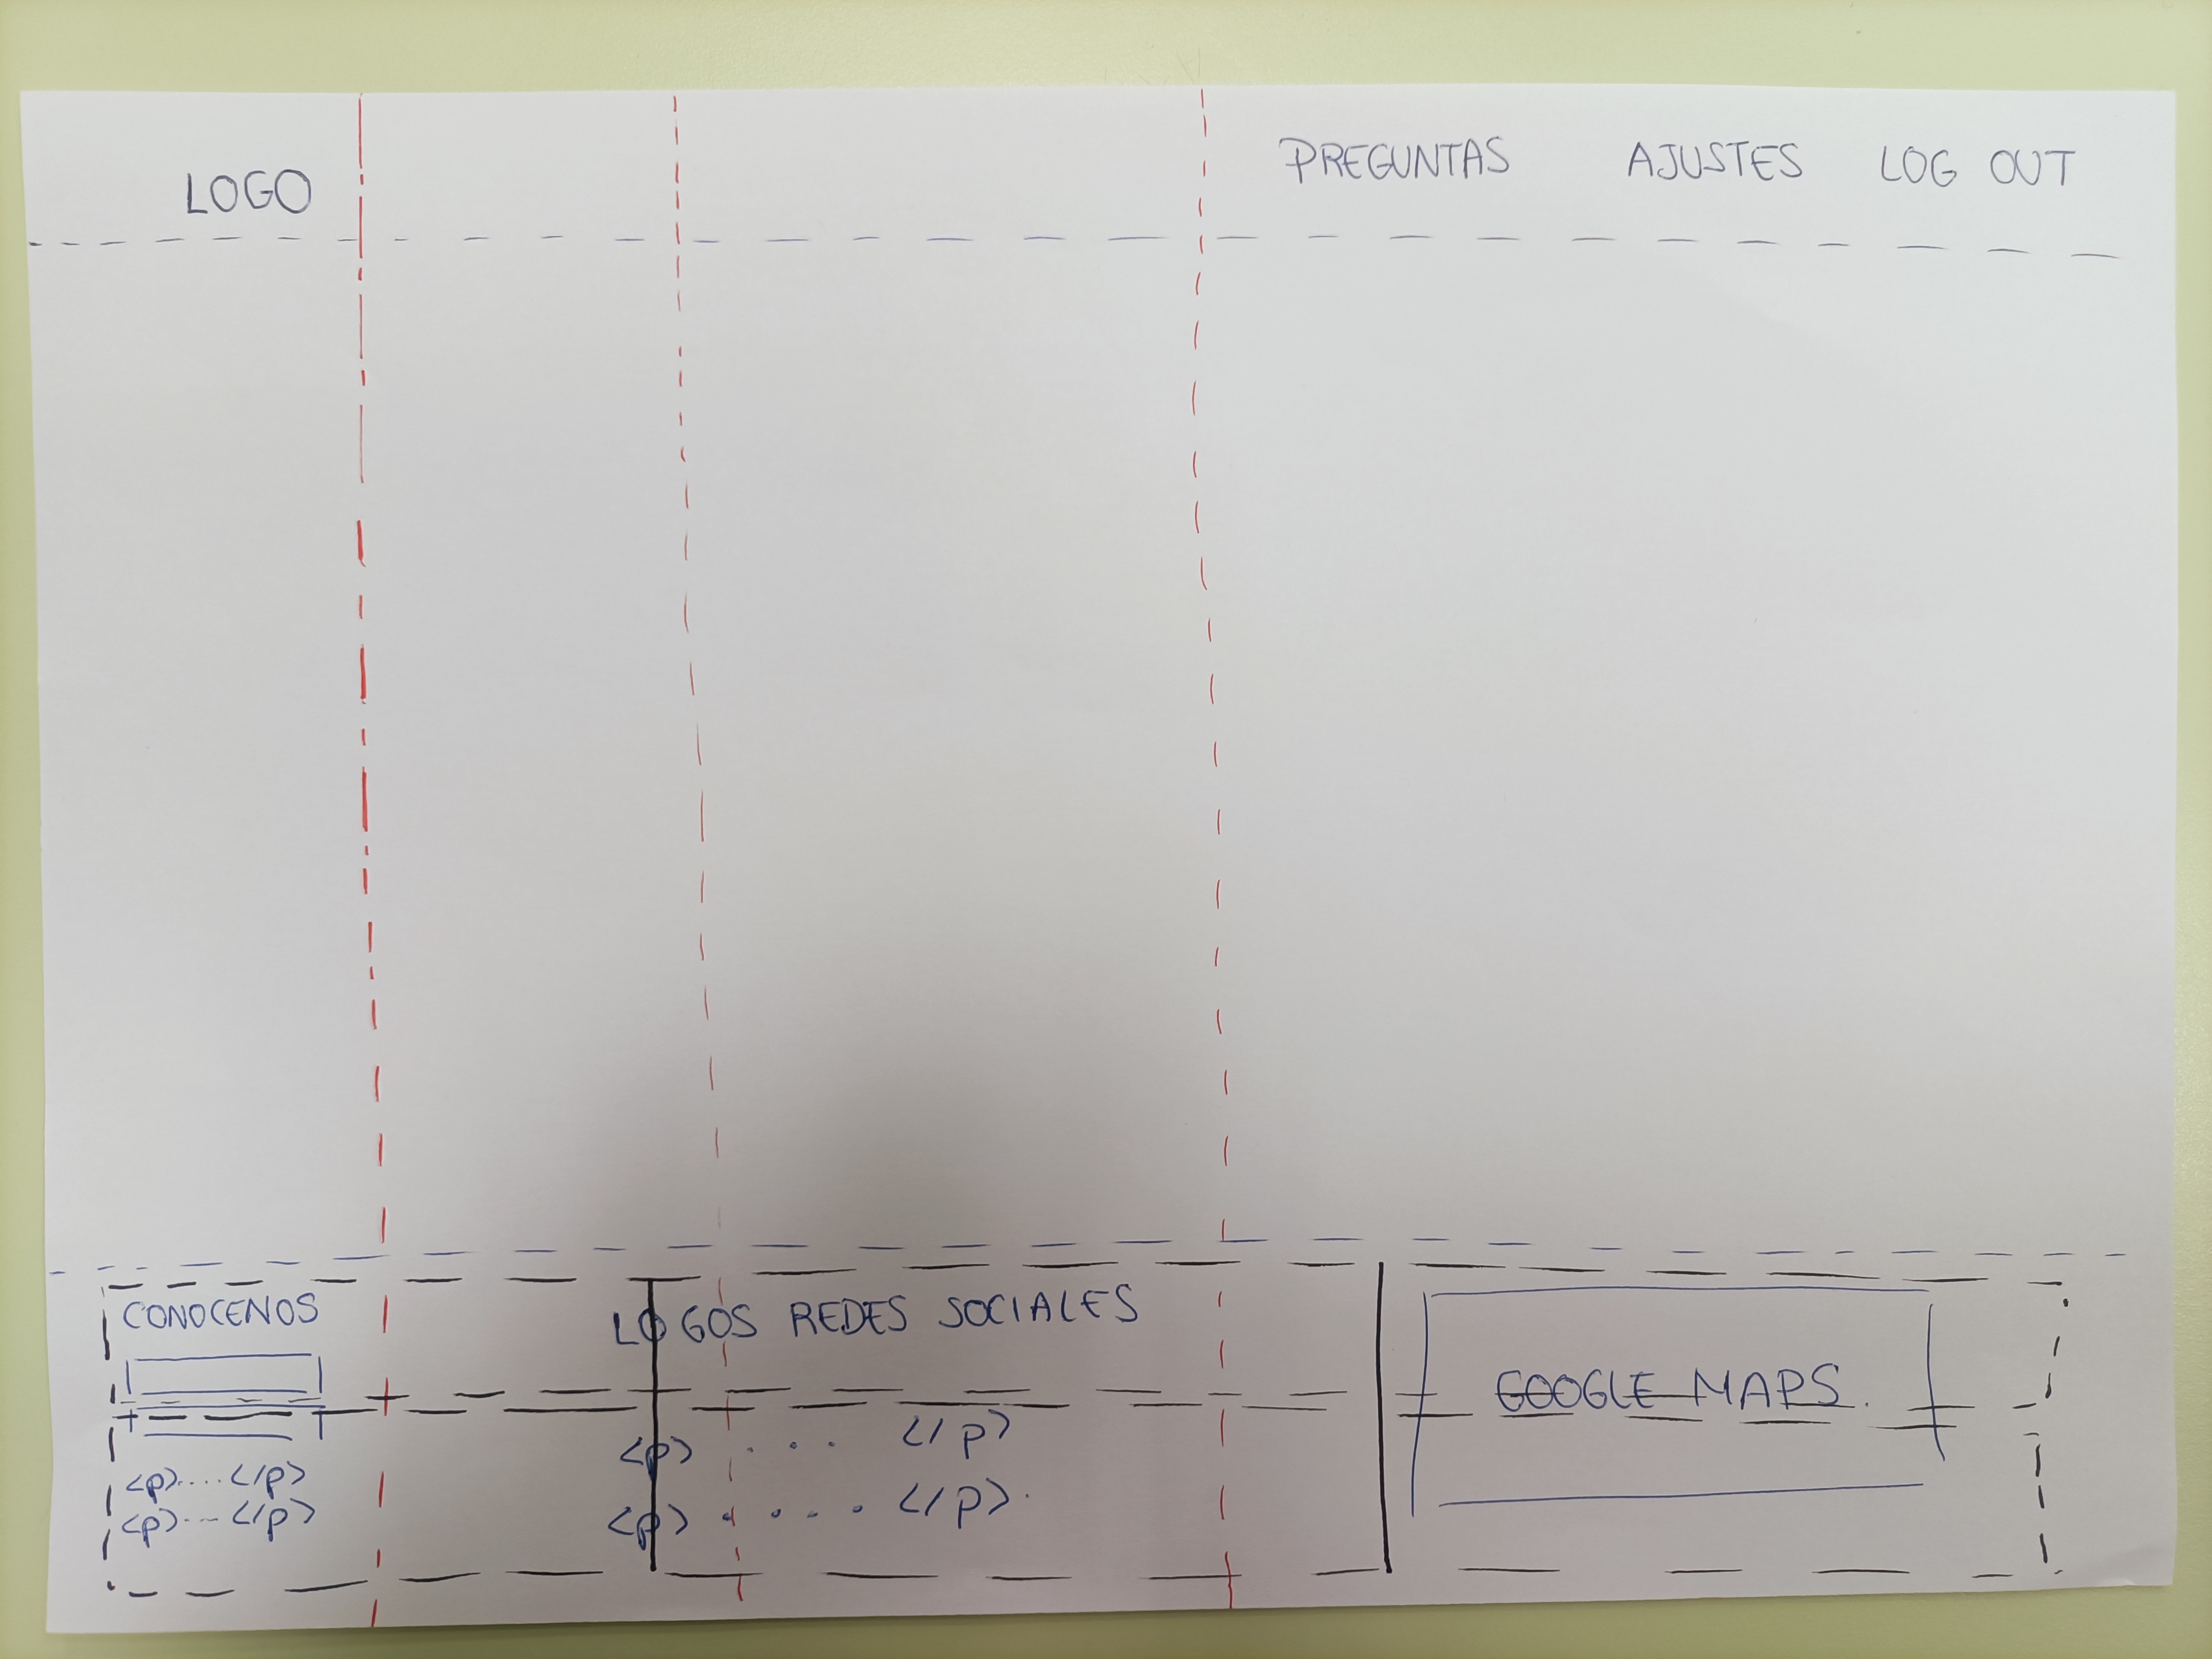 LOGO
PREGUNTAS AJUSTES LOG OUT
CONOCENOS
<p>....</p>
<p>...</p>
LOGOS REDES SOCIALES
<p> ... </p>
<p> .... </p>.
GOOGLE MAPS.